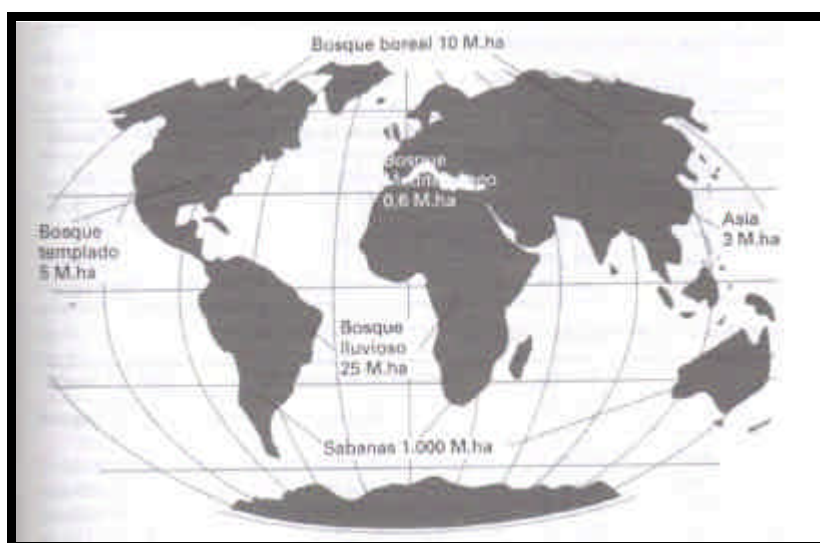 Bosque boreal 10 M.ha
Bosque
0,6 M.ha
Bosque
templado
5 M.ha
Asia
3 M.ha
Bosque
lluvioso
25 M.ha
Sabanas 1.000 M.ha